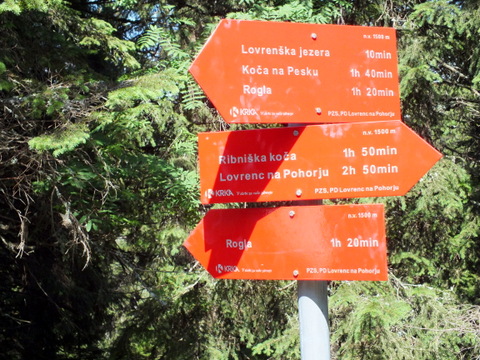 n.v. 1500 m
Lovrenška jezera 10min
Koča na Pesku 1h 40min
Rogla 1h 20min
KRKA PZS, PD Lovrenc na Pohorju
n.v. 1500 m
Ribniška koča 1h 50min
Lovrenc na Pohorju 2h 50min
KRKA PZS, PD Lovrenc na Pohorju
n.v. 1500 m
Rogla 1h 20min
KRKA PZS, PD Lovrenc na Pohorju